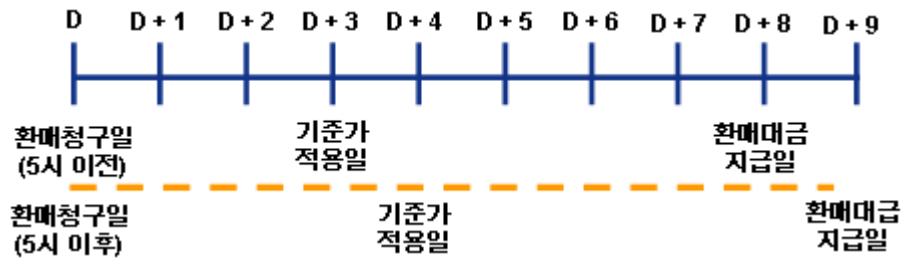 D D + 1 D + 2 D + 3 D + 4 D + 5 D + 6 D + 7 D + 8 D + 9
환매청구일
(5시 이전)
기준가
적용일
환매대금
지급일
환매청구일
(5시 이후)
기준가
적용일
환매대급
지급일